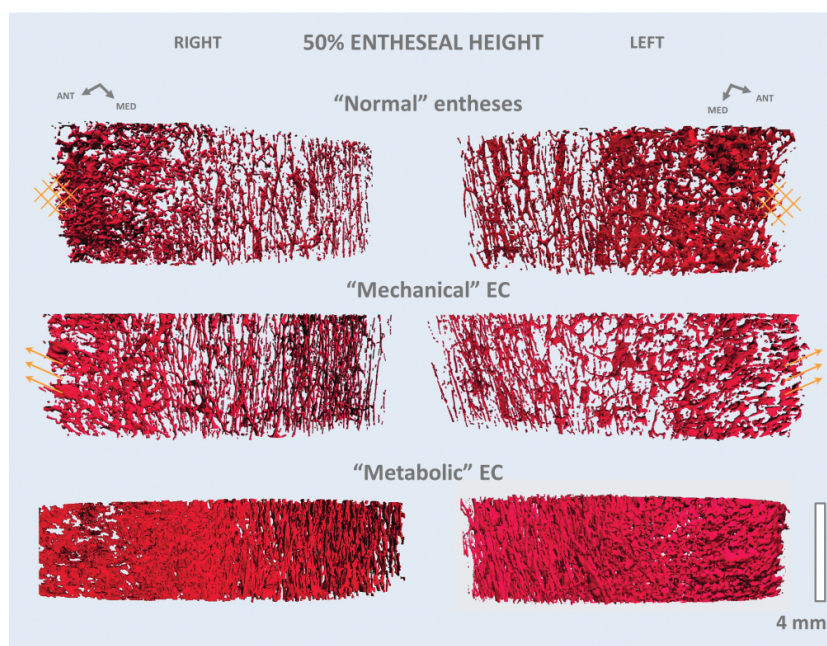 RIGHT 50% ENTHESEAL HEIGHT LEFT
ANT MED MED ANT
“Normal” entheses
“Mechanical” EC
“Metabolic” EC
4 mm